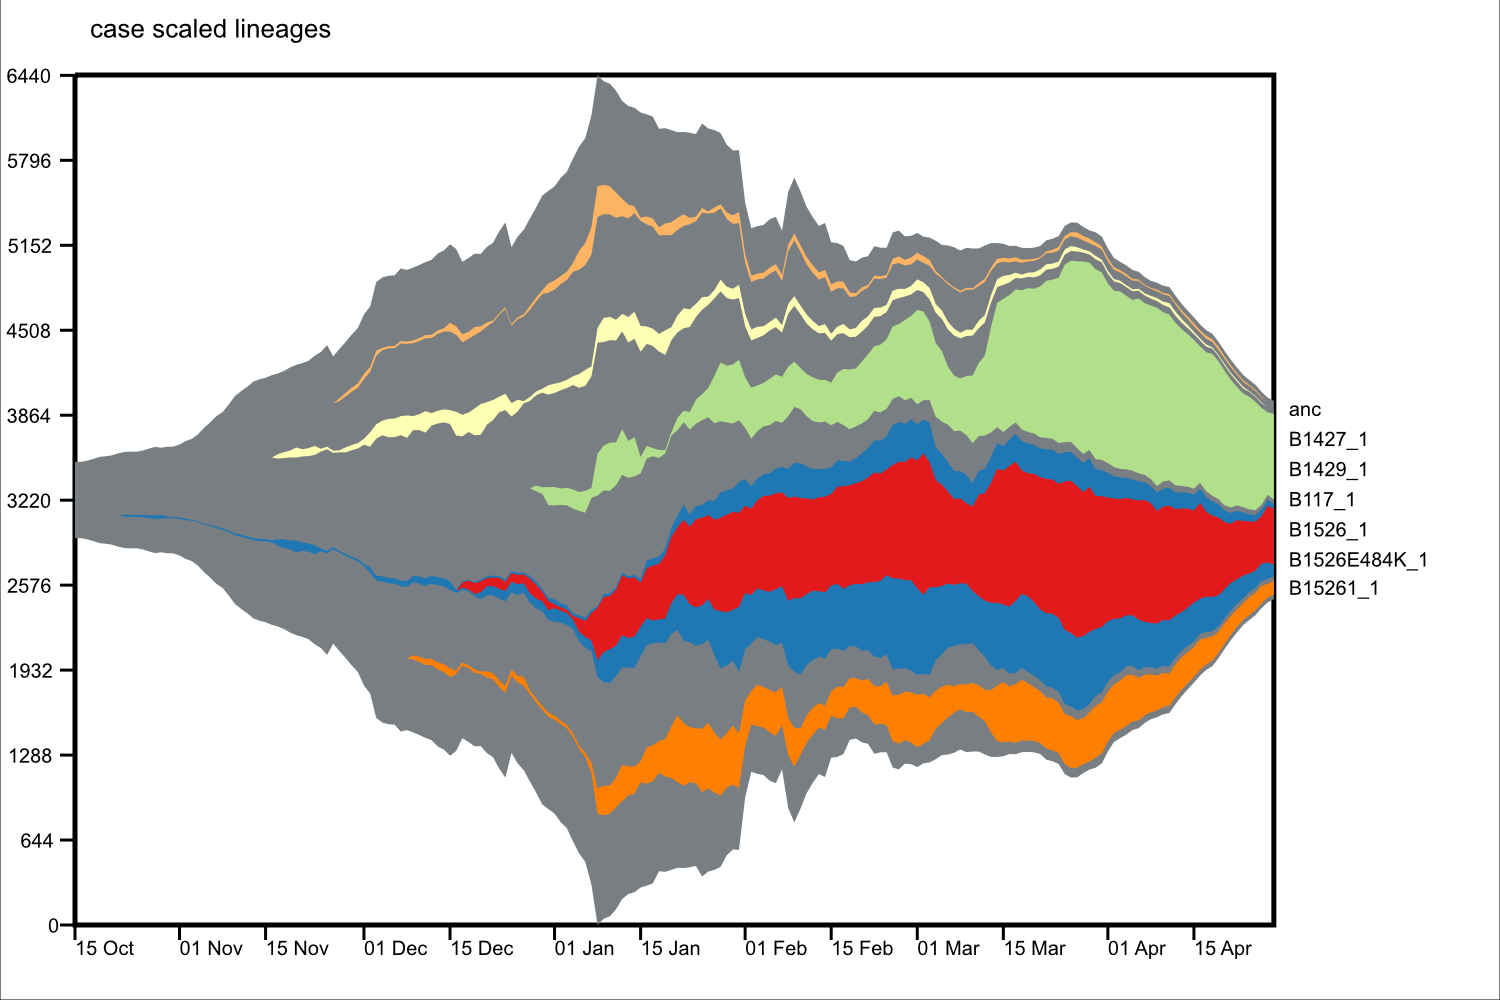 case scaled lineages
6440
5796
5152
4508
3864
3220
2576
1932
1288
644
0
15 Oct 01 Nov 15 Nov 01 Dec 15 Dec 01 Jan 15 Jan 01 Feb 15 Feb 01 Mar 15 Mar 01 Apr 15 Apr
anc
B1427_1
B1429_1
B117_1
B1526_1
B1526E484K_1
B15261_1